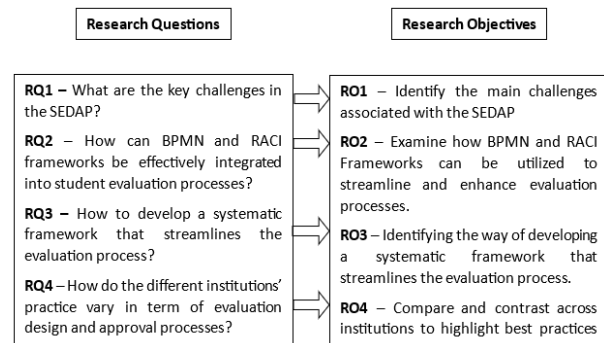 Research Questions
Research Objectives
RQ1 – What are the key challenges in
the SEDAP?
RQ2 – How can BPMN and RACI
frameworks be effectively integrated
into student evaluation processes?
RQ3 – How to develop a systematic
framework that streamlines the
evaluation process?
RQ4 – How do the different institutions’
practice vary in term of evaluation
design and approval processes?
RO1 – Identify the main challenges
associated with the SEDAP
RO2 – Examine how BPMN and RACI
Frameworks can be utilized to
streamline and enhance evaluation
processes.
RO3 – Identifying the way of developing
a systematic framework that
streamlines the evaluation process.
RO4 – Compare and contrast across
institutions to highlight best practices